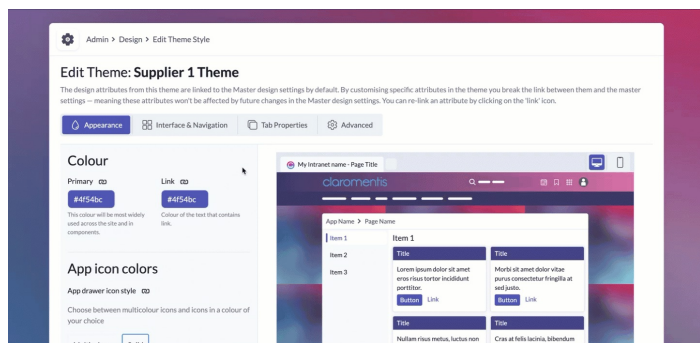 Admin > Design > Edit Theme Style
Edit Theme: Supplier 1 Theme
The design attributes from this theme are linked to the Master design settings by default. By customising specific attributes in the theme you break the link between them and the master
settings — meaning these attributes won't be affected by future changes in the Master design settings. You can re-link an attribute by clicking on the 'link' icon.
Appearance
Interface & Navigation
Tab Properties
Advanced
Colour
Primary
Link
#4f54bc
#4f54bc
This colour will be most widely
used across the site and in
components.
Colour of the text that contains
link.
App icon colors
App drawer icon style
Choose between multicolour icons and icons in a colour of
your choice
My Intranet name - Page Title
claromentis
App Name > Page Name
Item 1
Item 2
Item 3
Item 1
Title
Lorem ipsum dolor sit amet
eros risus tortor incididunt
porttitor.
Button Link
Title
Morbi sit amet dolor vitae
purus consectetur fringilla at
sed justo.
Button Link
Title
Nullam risus metus, luctus non
Title
Cras at felis lacinia, bibendum